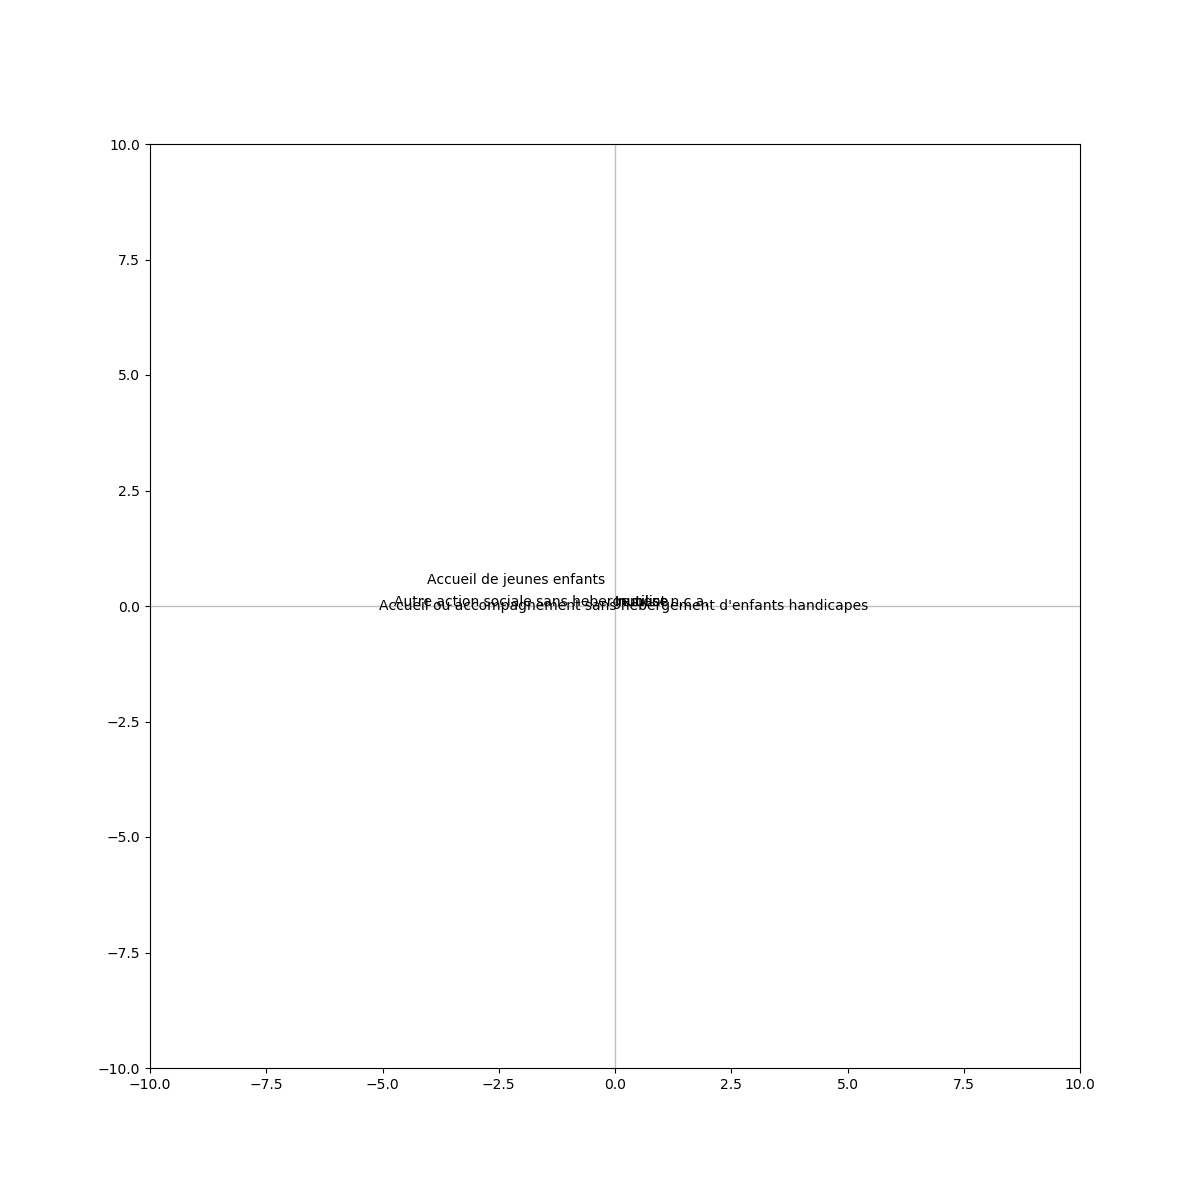 10.0
7.5
5.0
2.5
Accueil de jeunes enfants
Autre action sociale sans hebergement n.c.a.
Inutilise
Accueil ou accompagnement sans hebergement d'enfants handicapes
0.0
−2.5
−5.0
−7.5
−10.0
−10.0 −7.5 −5.0 −2.5 0.0 2.5 5.0 7.5 10.0